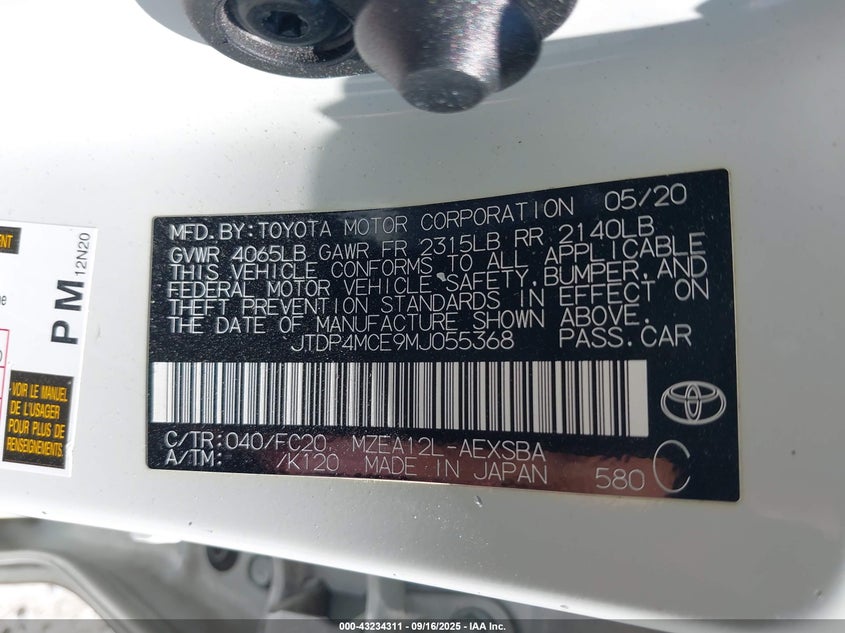 MFD.BY:TOYOTA MOTOR CORPORATION 05/20
GVWR 4065LB GAWR FR 2315LB RR 2140LB
THIS VEHICLE CONFORMS TO ALL APPLICABLE
FEDERAL MOTOR VEHICLE SAFETY,BUMPER,AND
THEFT PREVENTION STANDARDS IN EFFECT ON
THE DATE OF MANUFACTURE SHOWN ABOVE.
JTDP4MCE9MJ055368 PASS.CAR
C/TR:040/FC20, MZEA12L-AEXSBA
A/TM: /K120 MADE IN JAPAN 580 C
PM 12N20
VOIR LE MANUEL
DE L'USAGER
POUR PLUS DE
RENSEIGNEMENTS
000-43234311 - 09/16/2025 - IAA Inc.